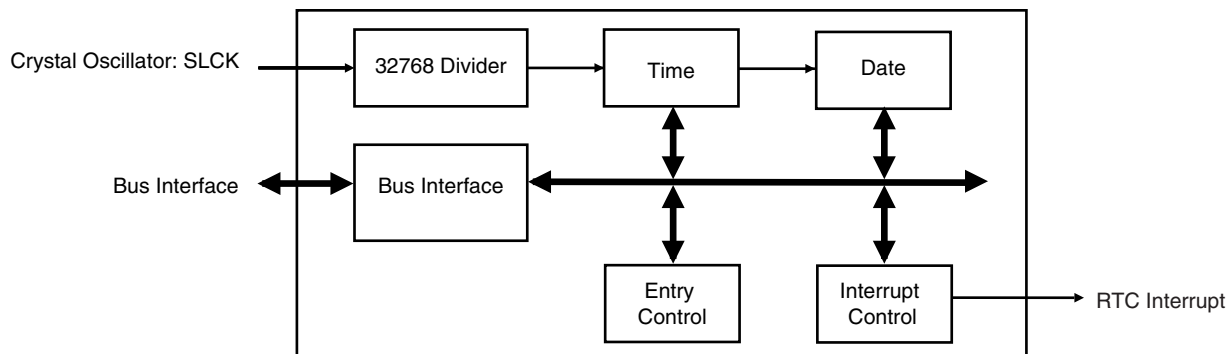 Crystal Oscillator: SLCK
32768 Divider
Time
Date
Bus Interface
Bus Interface
Entry
Control
Interrupt
Control
RTC Interrupt